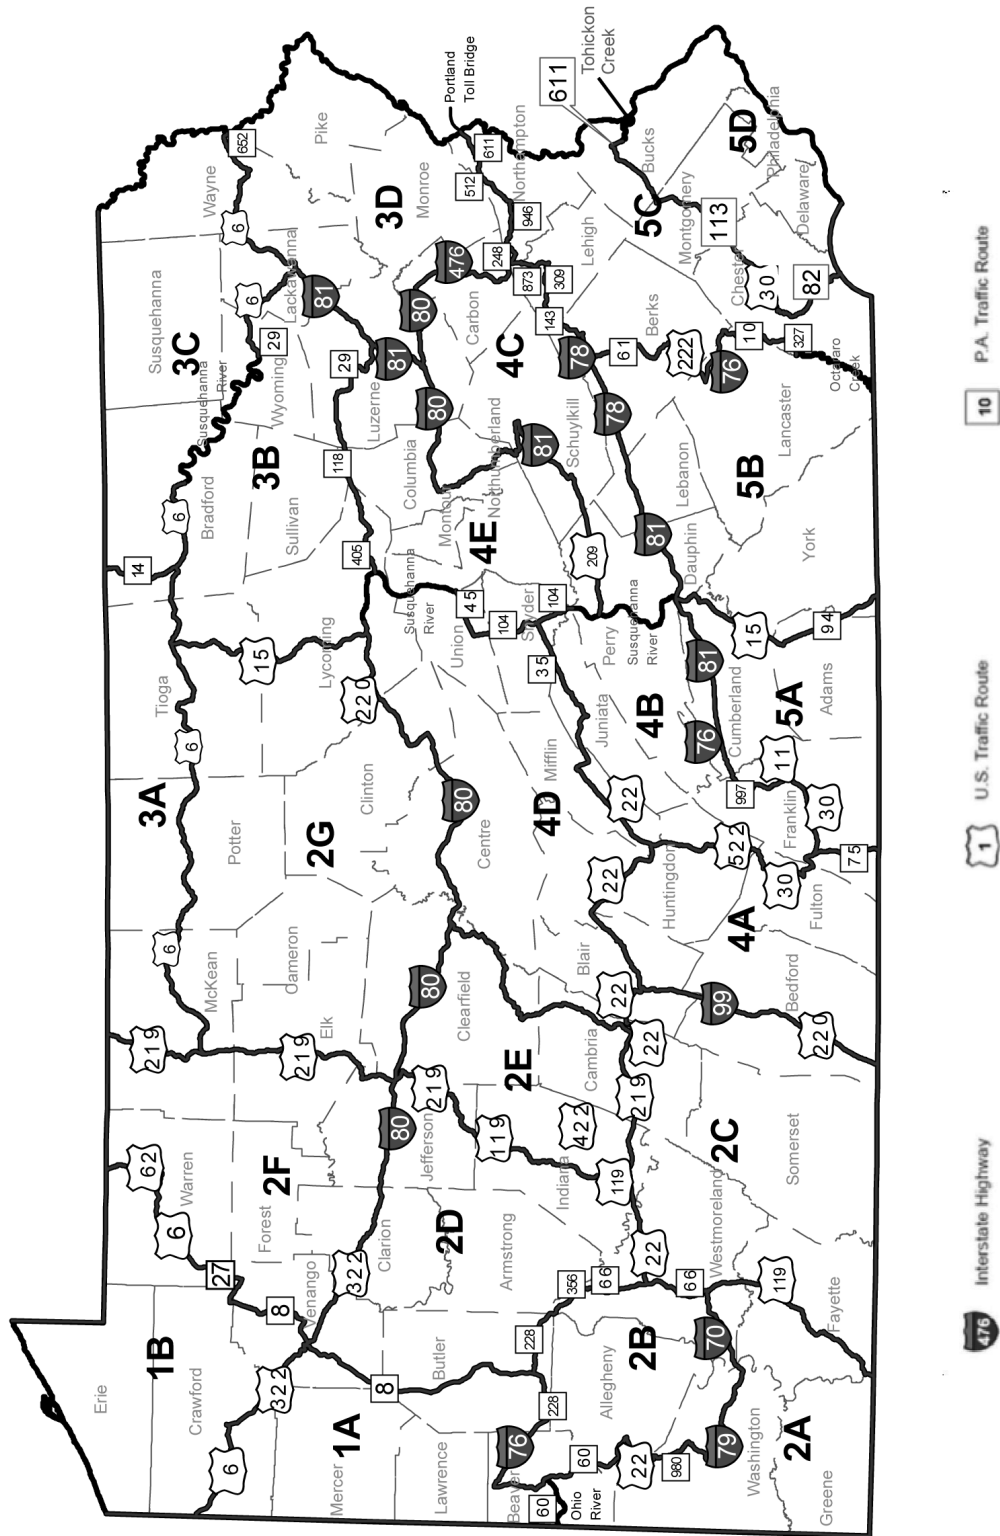 Erie
14
62
219
219
3A
Susquehanna
1B
Tioga
6
6
6
6
3C
Crawford
Warren
Susquehanna
River
McKean
Bradford
Wayne
27
6
Potter
6
6
652
6
Forest
2F
3B
29
322
8
15
Wyoming
Cameron
Sullivan
Lackawanna
219
Venango
2G
Elk
81
Pike
Mercer
1A
Lycoming
118
29
322
220
405
Clinton
Luzerne
8
Clarion
80
81
3D
Susquehanna
River
Columbia
80
Monroe
Jefferson
219
80
80
Lawrence
Butler
2D
Montour
476
Portland
Toll Bridge
Union
Clearfield
80
45
Carbon
512
4E
Centre
Northumberland
611
119
104
248
Armstrong
4C
Beaver
76
2E
Snyder
873
946
Northampton
228
35
4D
104
81
143
309
60
228
Mifflin
611
Indiana
356
422
Schuylkill
78
Ohio
River
60
Blair
209
Lehigh
Tohickon
Creek
Cambria
66
22
Juniata
Perry
Allegheny
119
22
22
78
61
22
219
22
Susquehanna
River
2B
22
4B
81
Berks
Bucks
5C
980
66
Huntingdon
Lebanon
222
Montgomery
70
76
81
Dauphin
Westmoreland
99
113
79
2C
522
Cumberland
76
4A
997
Chester
5D
Washington
119
15
5B
10
30
Philadelphia
2A
Somerset
Bedford
30
Franklin
11
5A
Lancaster
327
Delaware
Greene
Fayette
220
Fulton
30
Adams
94
York
82
75
Octararo
Creek
476 Interstate Highway
1 U.S. Traffic Route
10 P.A. Traffic Route